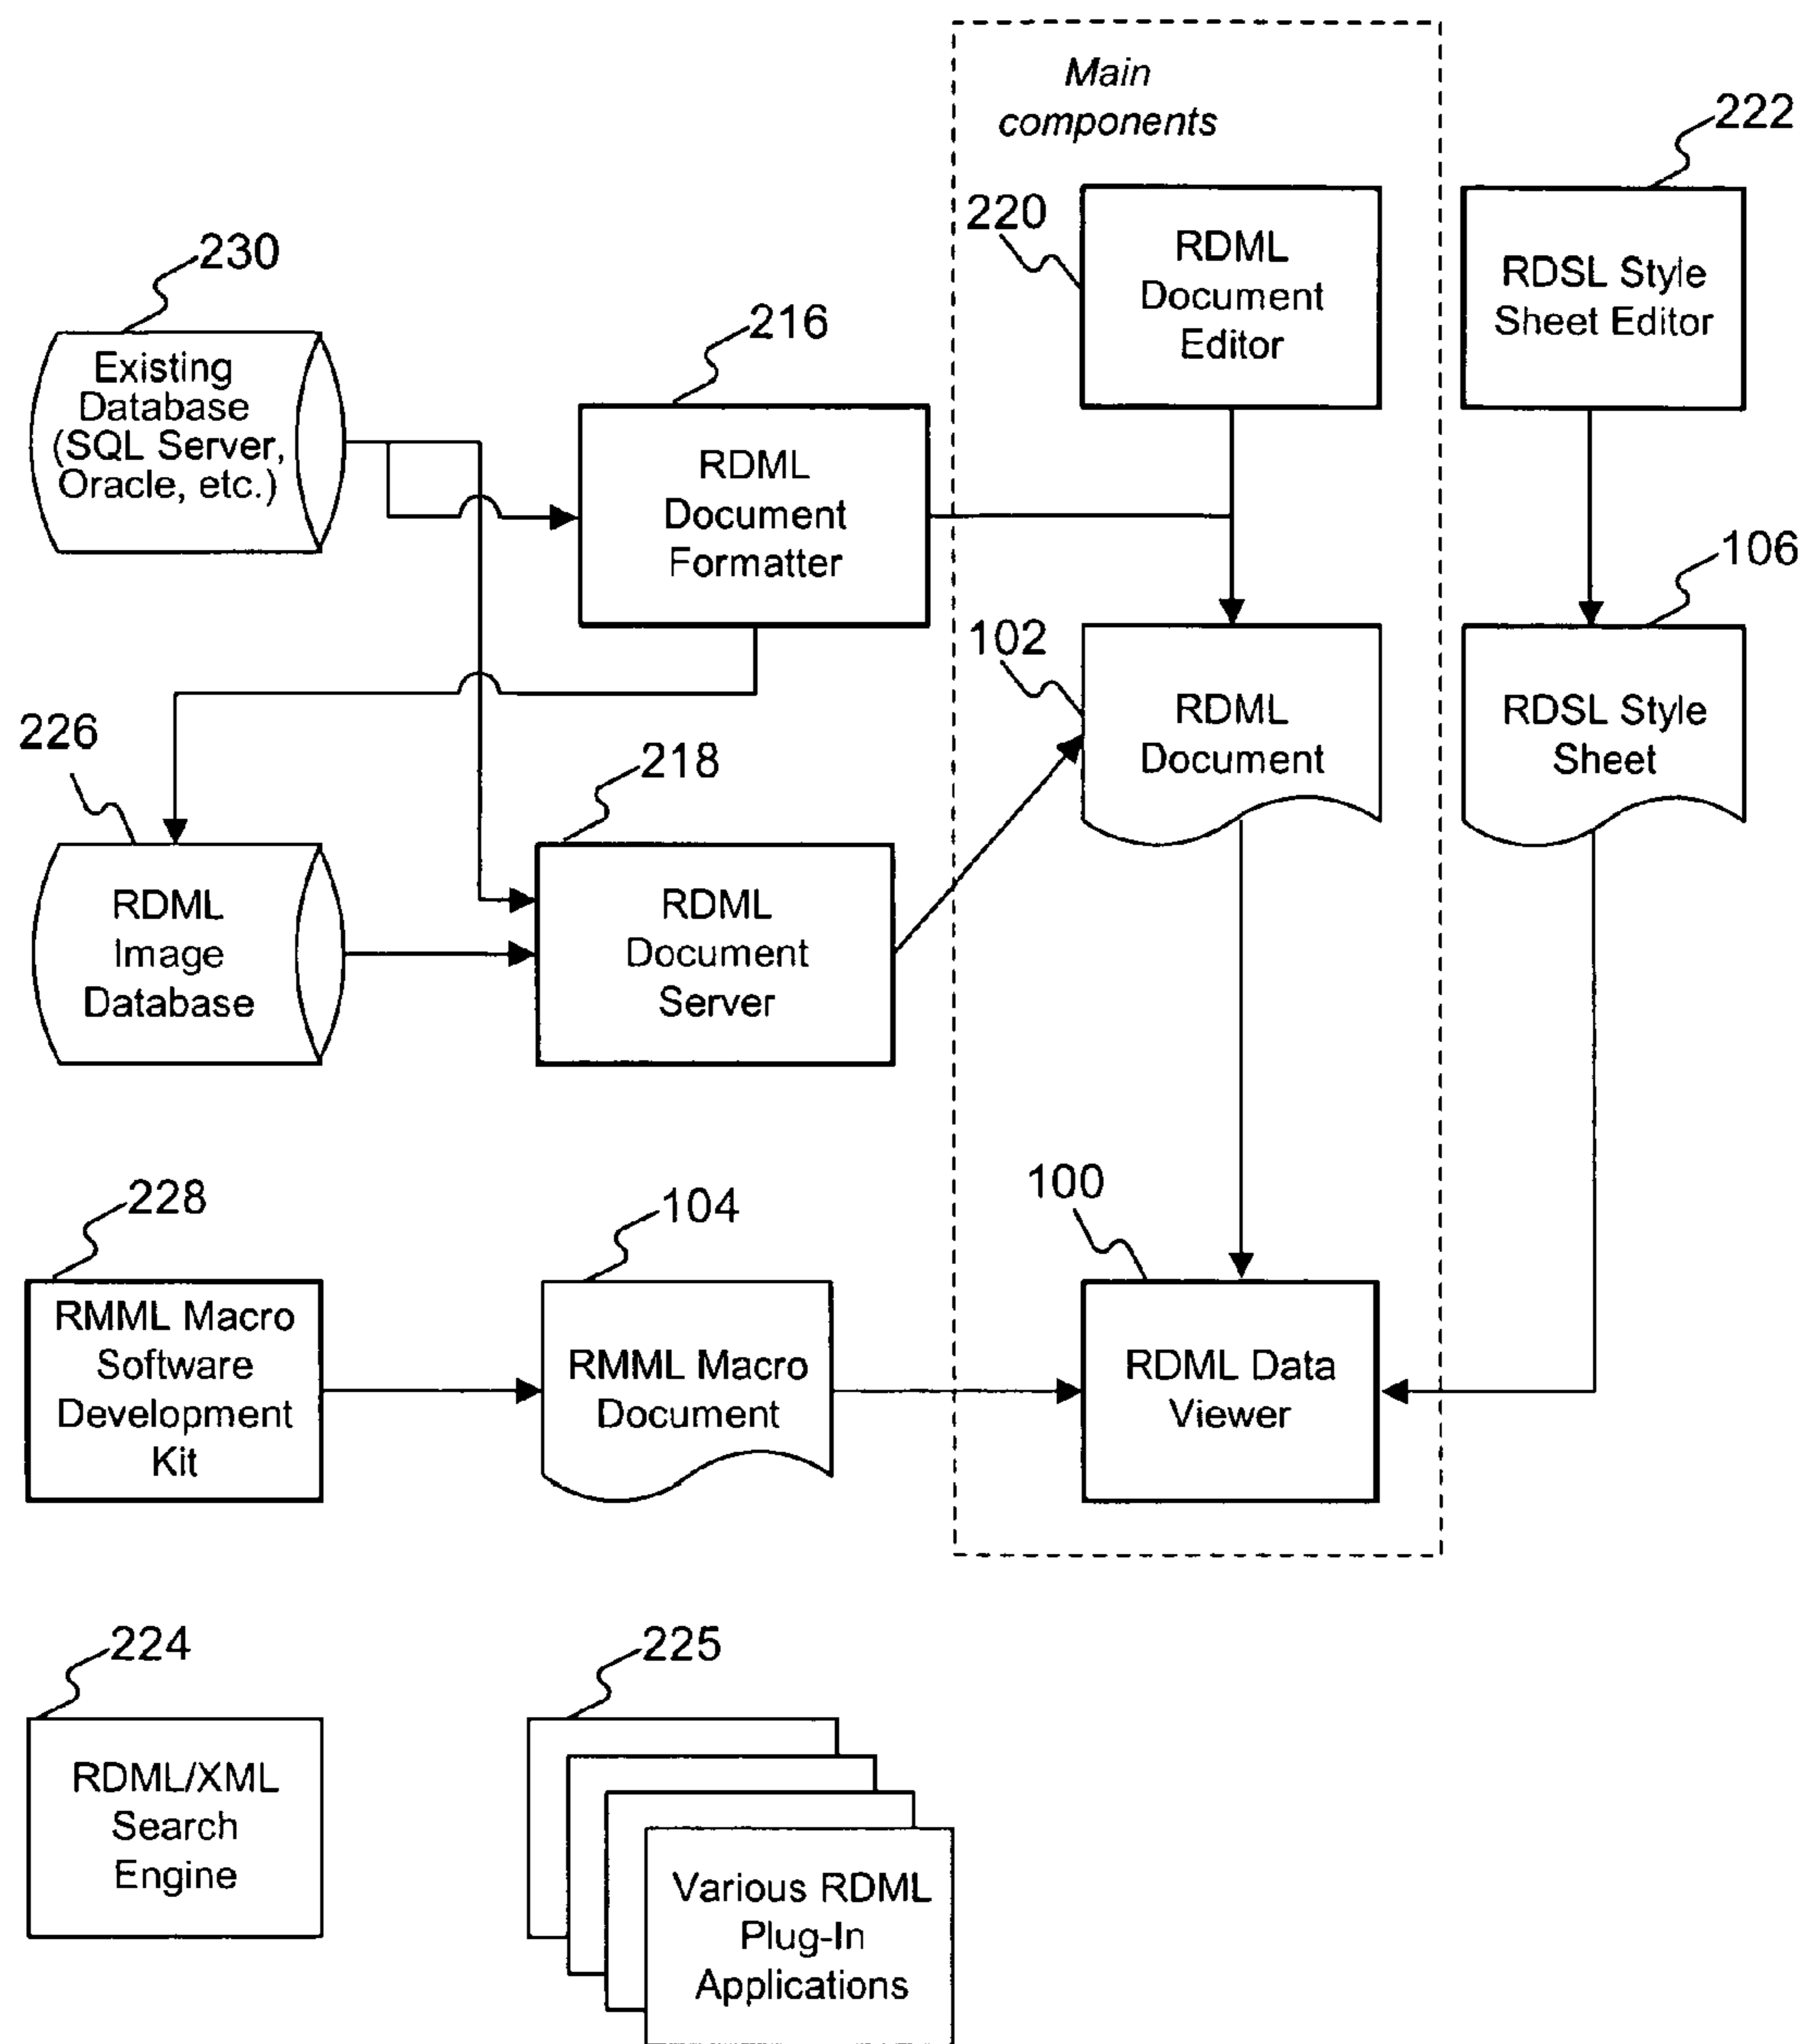 Main
components
222
220
RDML
Document
Editor
RDSL Style
Sheet Editor
230
Existing
Database
(SQL Server,
Oracle, etc.)
216
RDML
Document
Formatter
106
102
RDML
Document
RDSL Style
Sheet
226
RDML
Image
Database
218
RDML
Document
Server
228
RMML Macro
Software
Development
Kit
104
RMML Macro
Document
100
RDML Data
Viewer
224
RDML/XML
Search
Engine
225
Various RDML
Plug-In
Applications